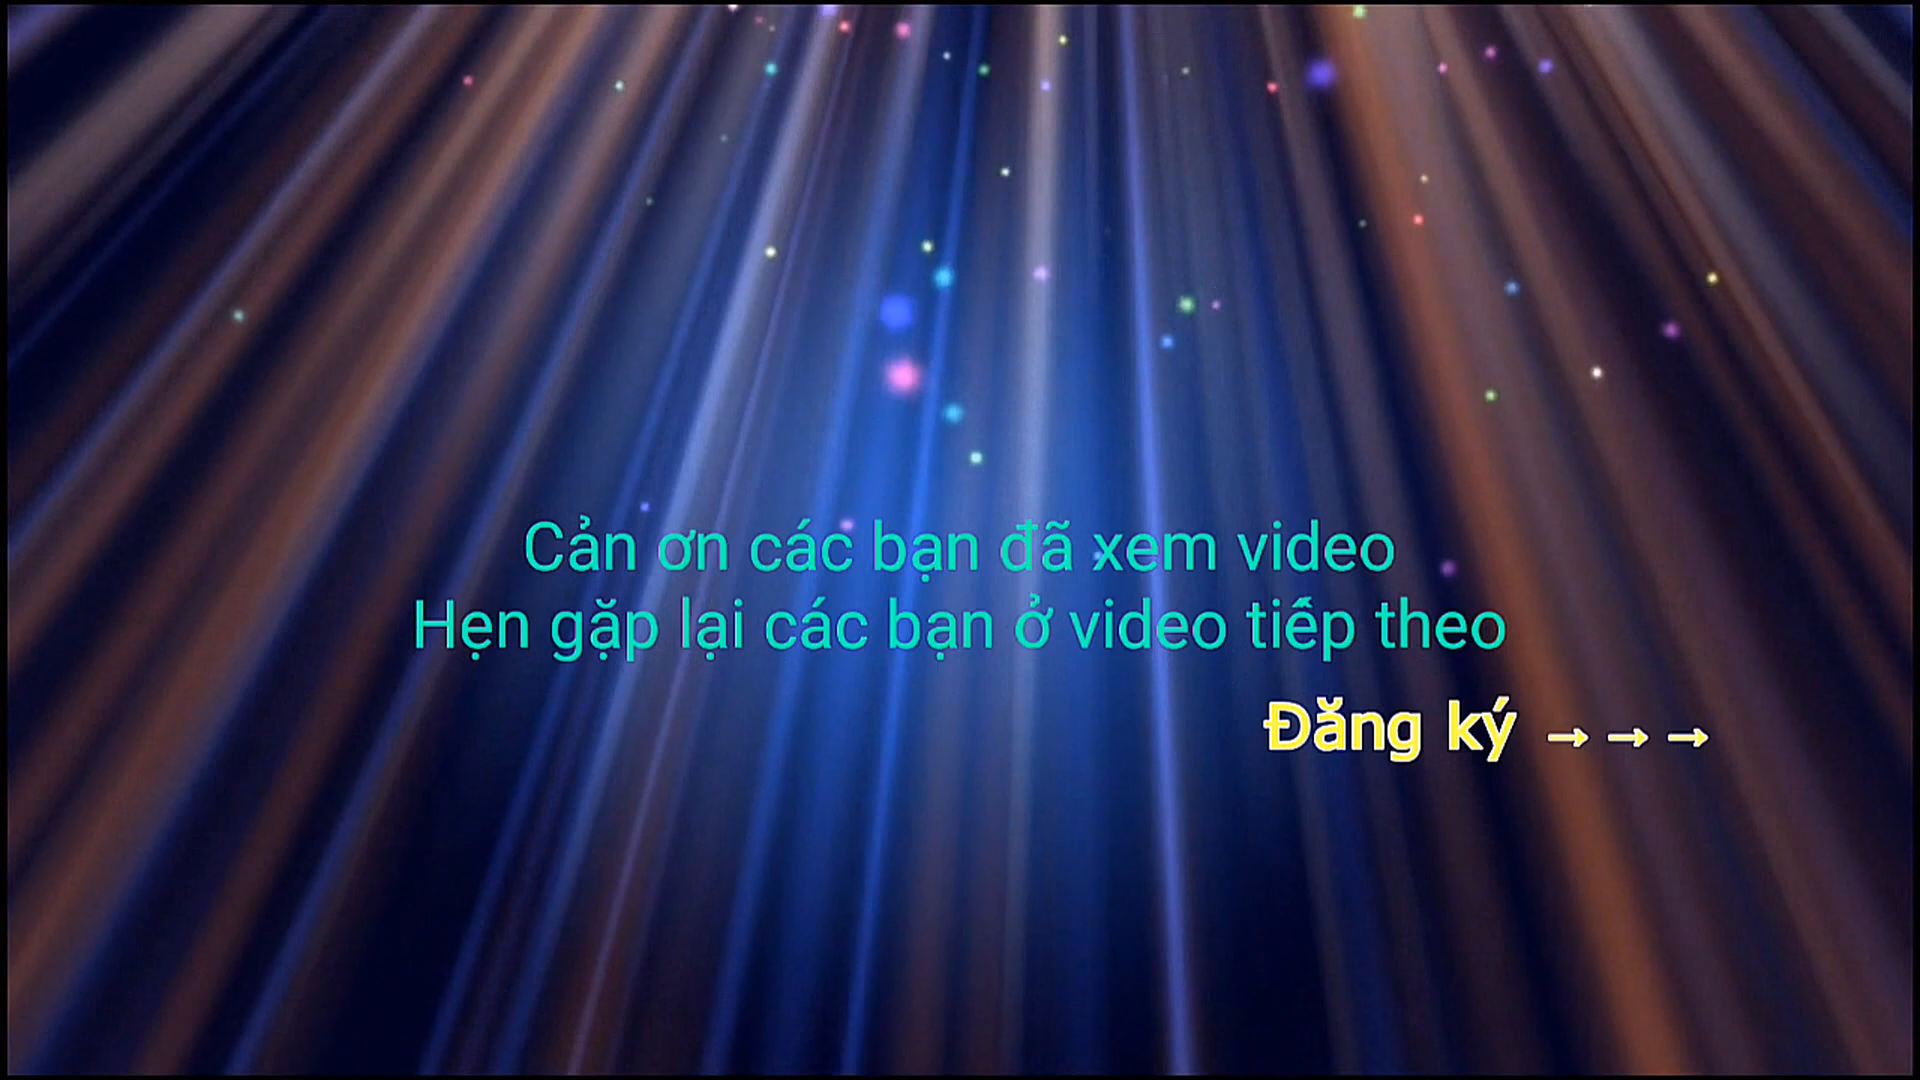 Cản ơn các bạn đã xem video
Hẹn gặp lại các bạn ở video tiếp theo
Đăng ký →→→